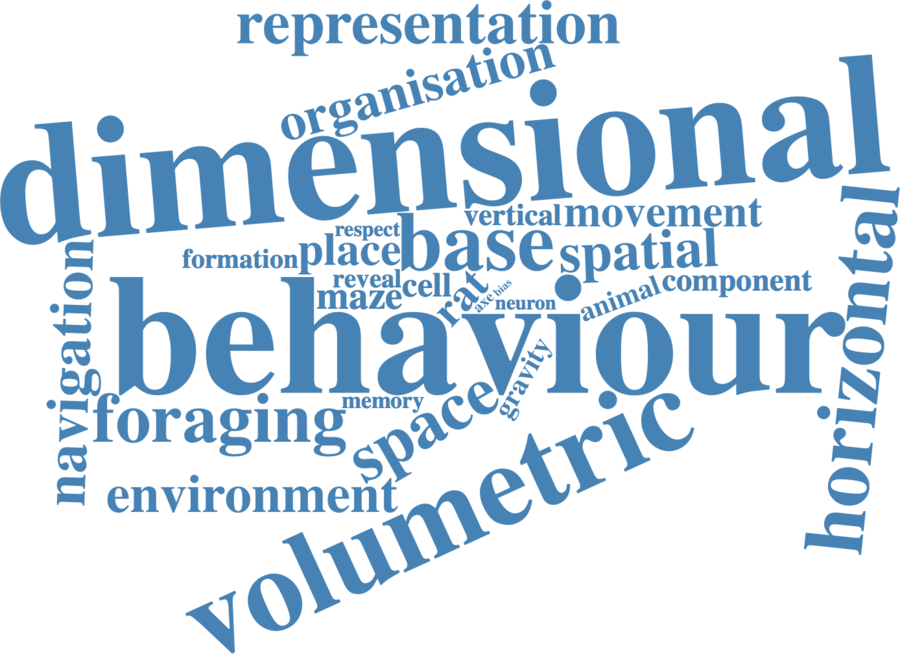 representation
organisation
dimensional
vertical
movement
respect
place
base
spatial
formation
reveal
cell
maze
rat
axe
bias
neuron
animal
component
horizontal
navigation
behaviour
gravity
memory
foraging
space
environment
volumetric